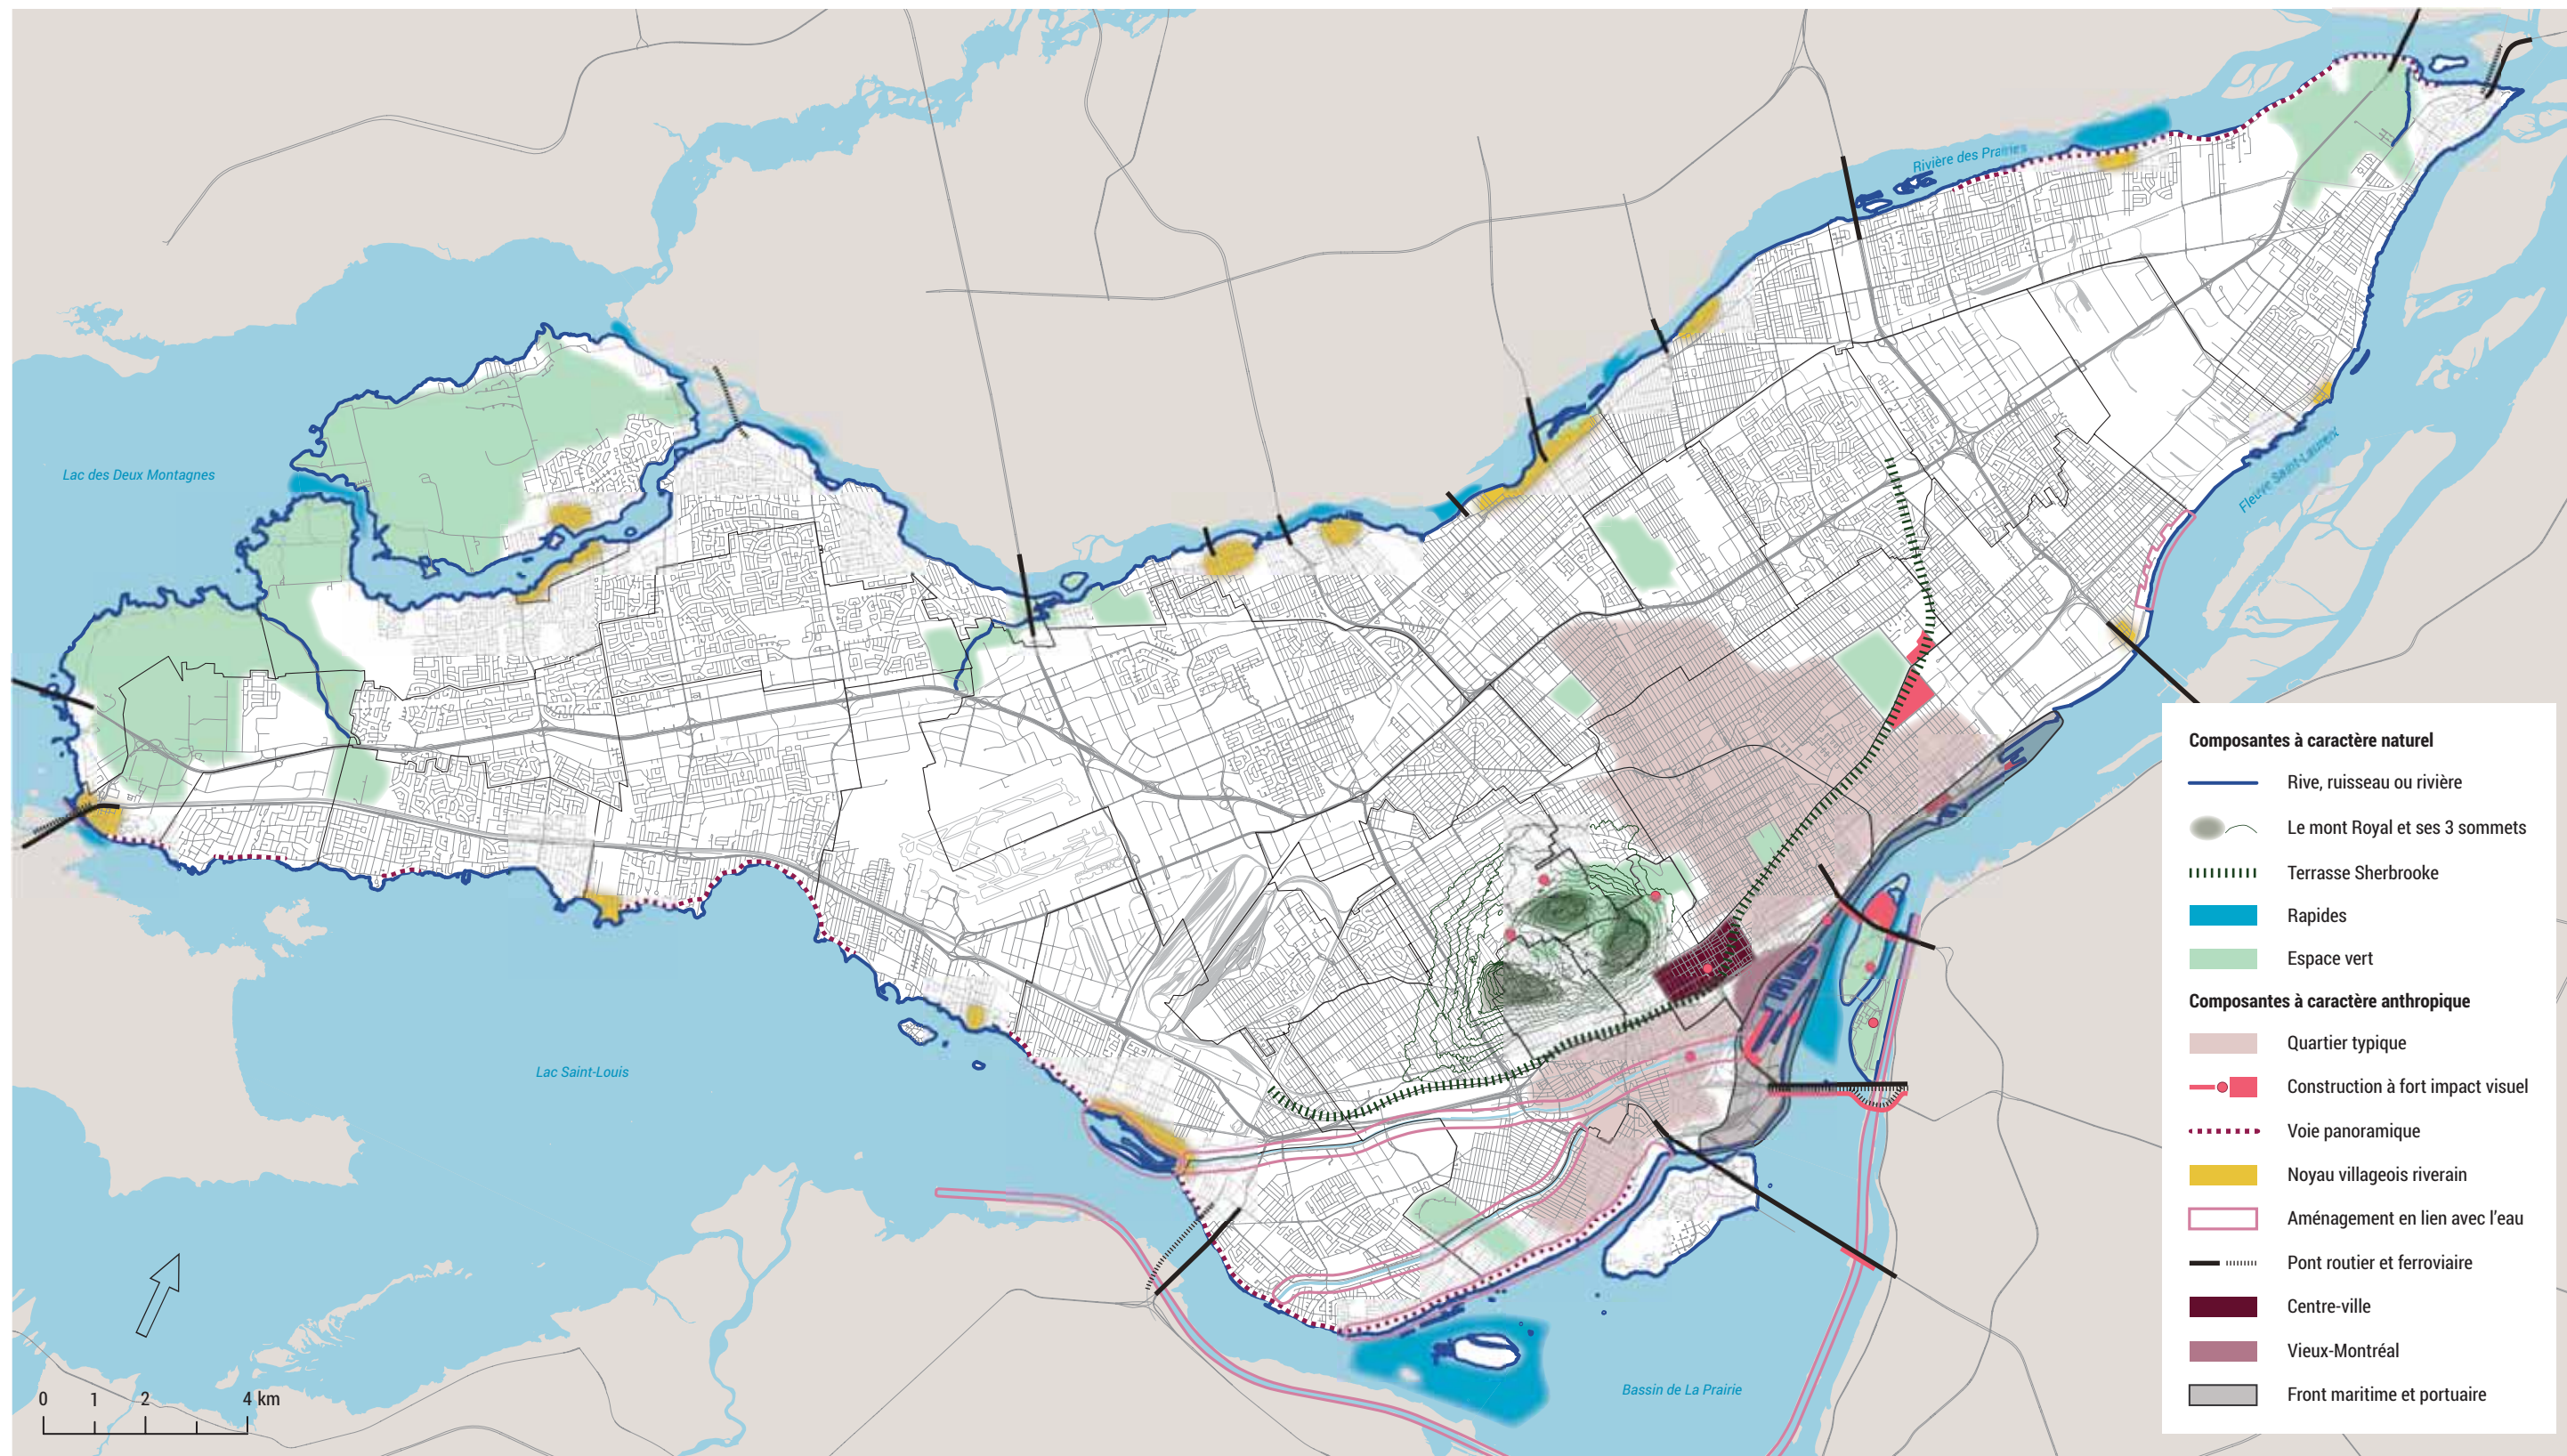 Rivière des Prairies
Lac des Deux Montagnes
Fleuve Saint-Laurent
Lac Saint-Louis
Bassin de La Prairie
0 1 2 4 km
Composantes à caractère naturel
Rive, ruisseau ou rivière
Le mont Royal et ses 3 sommets
Terrasse Sherbrooke
Rapides
Espace vert
Composantes à caractère anthropique
Quartier typique
Construction à fort impact visuel
Voie panoramique
Noyau villageois riverain
Aménagement en lien avec l'eau
Pont routier et ferroviaire
Centre-ville
Vieux-Montréal
Front maritime et portuaire